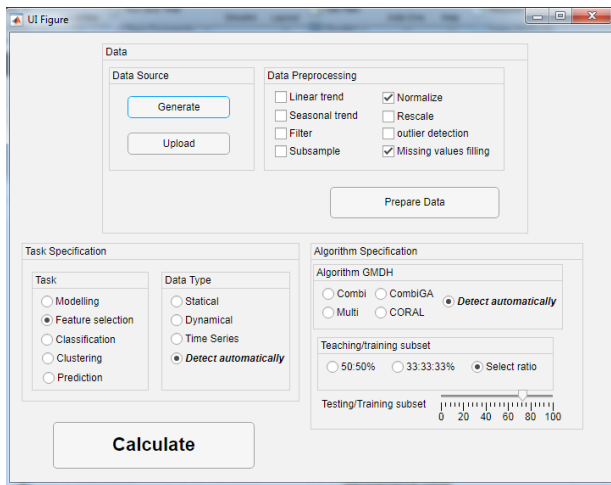 UI Figure
Data
Data Source
Generate
Upload
Data Preprocessing
Linear trend
Normalize
Seasonal trend
Rescale
Filter
outlier detection
Subsample
Missing values filling
Prepare Data
Task Specification
Task
Modelling
Feature selection
Classification
Clustering
Prediction
Data Type
Statical
Dynamical
Time Series
Detect automatically
Algorithm Specification
Algorithm GMDH
Combi
CombiGA
Detect automatically
Multi
CORAL
Teaching/training subset
50:50%
33:33:33%
Select ratio
Testing/Training subset
0 20 40 60 80 100
Calculate